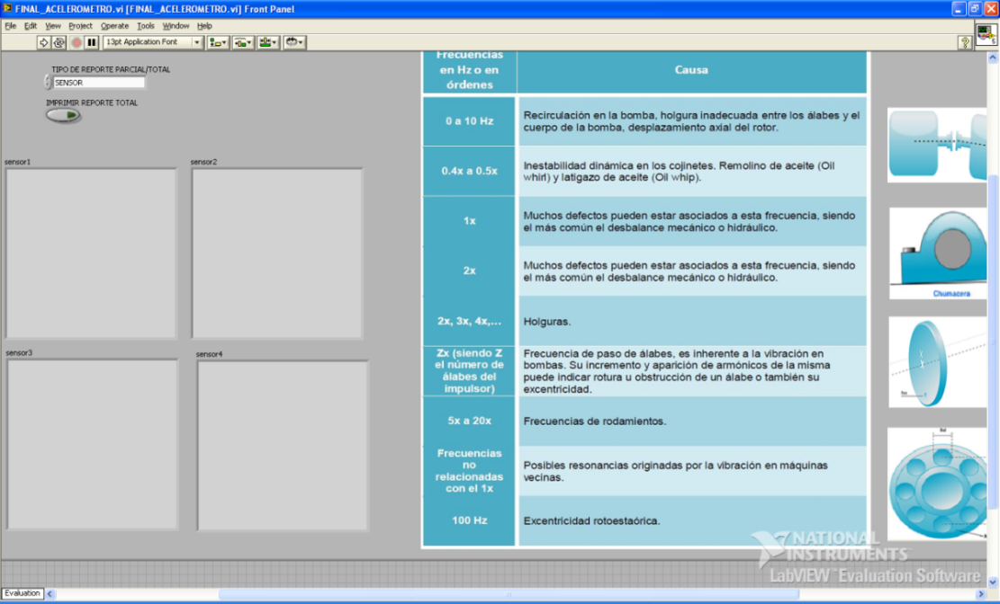 FINAL_ACELEROMETRO.vi [FINAL_ACELEROMETRO.vi] Front Panel
File Edit View Project Operate Tools Window Help
13pt Application Font
TIPO DE REPORTE PARCIAL/TOTAL
SENSOR
IMPRIMIR REPORTE TOTAL
sensor1
sensor2
sensor3
sensor4
Frecuencias
en Hz o en
órdenes
Causa
0 a 10 Hz
Recirculación en la bomba, holgura inadecuada entre los álabes y el
cuerpo de la bomba, desplazamiento axial del rotor.
0.4x a 0.5x
Inestabilidad dinámica en los cojinetes. Remolino de aceite (Oil
whirl) y latigazo de aceite (Oil whip).
1x
Muchos defectos pueden estar asociados a esta frecuencia, siendo
el más común el desbalance mecánico o hidráulico.
2x
Muchos defectos pueden estar asociados a esta frecuencia, siendo
el más común el desbalance mecánico o hidráulico.
2x, 3x, 4x,...
Holguras.
Zx (siendo Z
el número de
álabes del
impulsor)
Frecuencia de paso de álabes, es inherente a la vibración en
bombas. Su incremento y aparición de armónicos de la misma
puede indicar rotura u obstrucción de un álabe o también su
excentricidad.
5x a 20x
Frecuencias de rodamientos.
Frecuencias
no
relacionadas
con el 1x
Posibles resonancias originadas por la vibración en máquinas
vecinas.
100 Hz
Excentricidad rotoestaórica.
Chumacera
NATIONAL
INSTRUMENTS
LabVIEW Evaluation Software
Evaluation